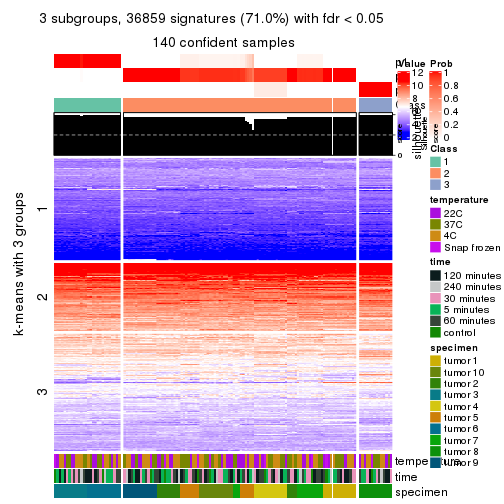 3 subgroups, 36859 signatures (71.0%) with fdr < 0.05
140 confident samples
Value
12
10
8
6
4
2
0
Prob
1
0.8
0.6
0.4
0.2
0
Class
1
2
3
temperature
22C
37C
4C
Snap frozen
time
120 minutes
240 minutes
30 minutes
5 minutes
60 minutes
control
specimen
tumor 1
tumor 10
tumor 2
tumor 3
tumor 4
tumor 5
tumor 6
tumor 7
tumor 8
tumor 9
k-means with 3 groups
1
2
3
time
specimen